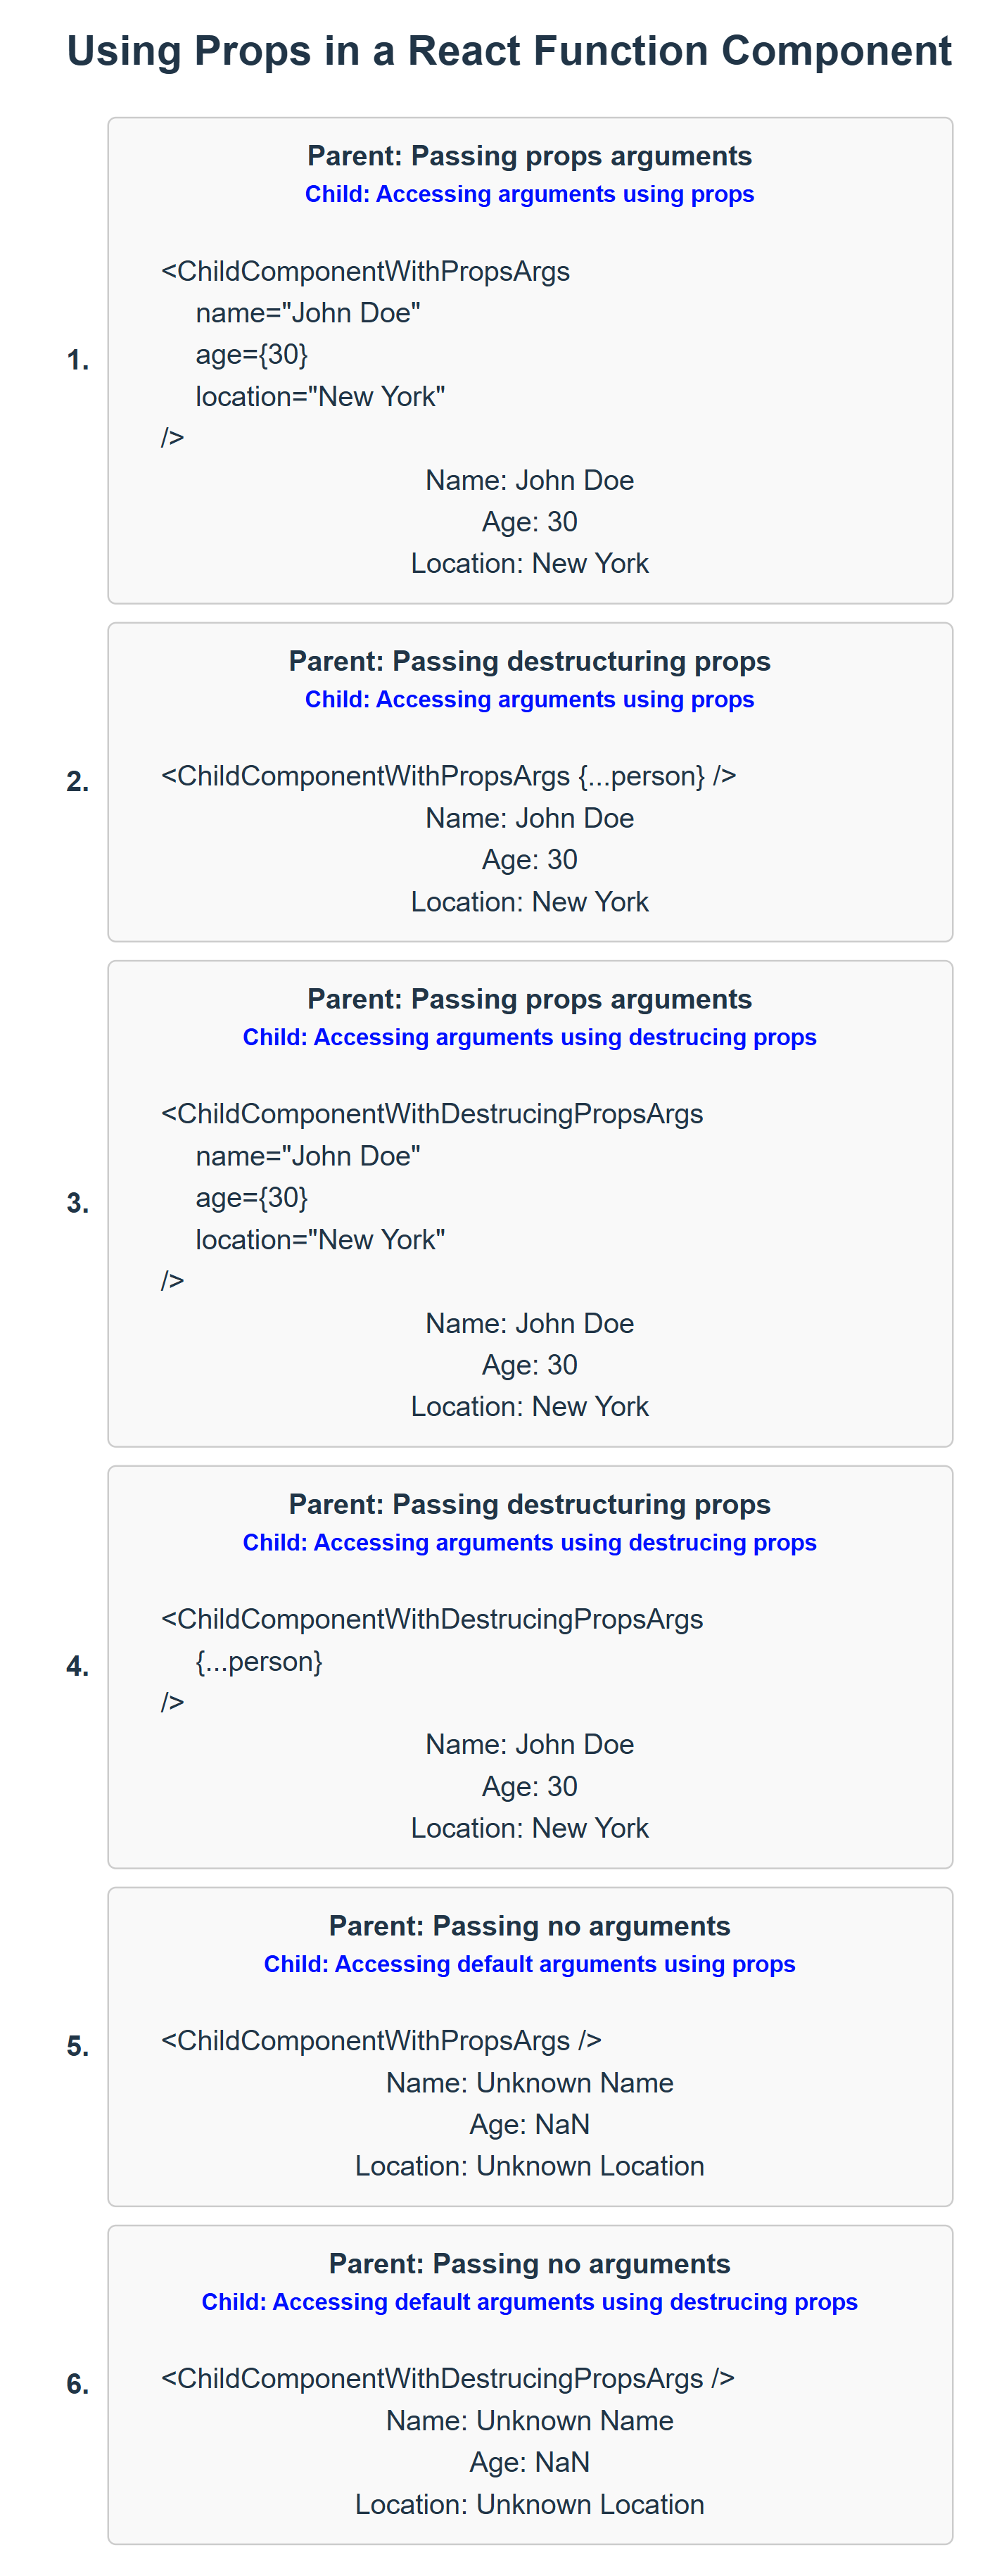 Using Props in a React Function Component
Parent: Passing props arguments
Child: Accessing arguments using props
1.
<ChildComponentWithPropsArgs
name="John Doe"
age={30}
location="New York"
/>
Name: John Doe
Age: 30
Location: New York
Parent: Passing destructuring props
Child: Accessing arguments using props
2.
<ChildComponentWithPropsArgs {...person} />
Name: John Doe
Age: 30
Location: New York
Parent: Passing props arguments
Child: Accessing arguments using destrucing props
3.
<ChildComponentWithDestrucingPropsArgs
name="John Doe"
age={30}
location="New York"
/>
Name: John Doe
Age: 30
Location: New York
Parent: Passing destructuring props
Child: Accessing arguments using destrucing props
4.
<ChildComponentWithDestrucingPropsArgs
{...person}
/>
Name: John Doe
Age: 30
Location: New York
Parent: Passing no arguments
Child: Accessing default arguments using props
5.
<ChildComponentWithPropsArgs />
Name: Unknown Name
Age: NaN
Location: Unknown Location
Parent: Passing no arguments
Child: Accessing default arguments using destrucing props
6.
<ChildComponentWithDestrucingPropsArgs />
Name: Unknown Name
Age: NaN
Location: Unknown Location